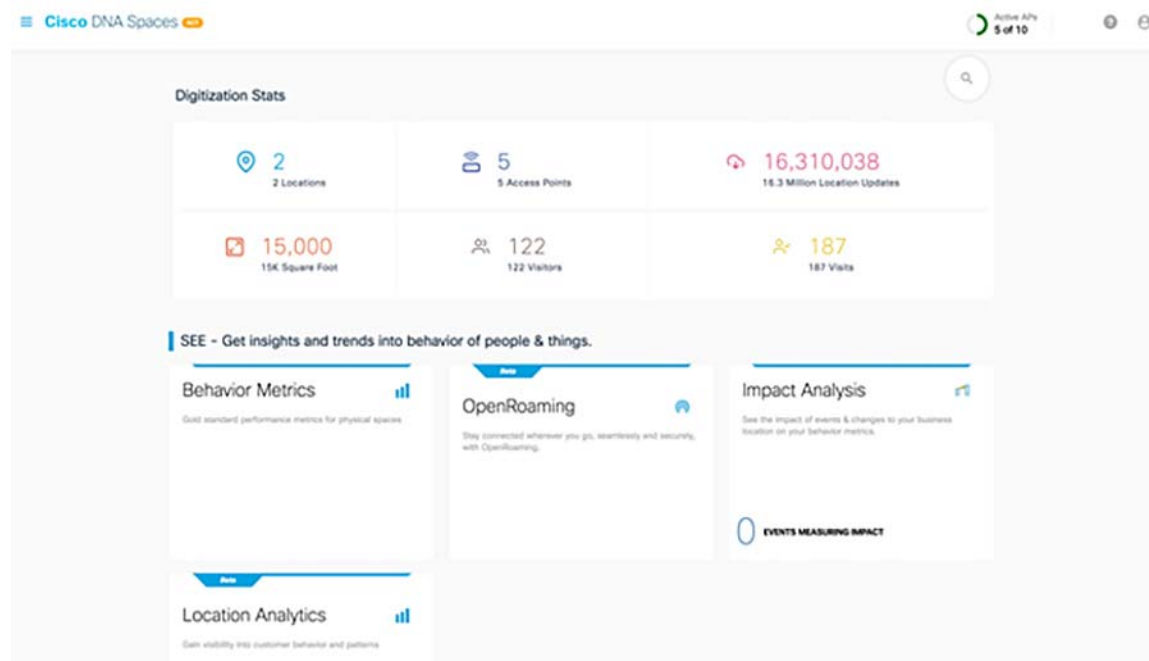 Cisco DNA Spaces ACT
Active APs
5 of 10
Digitization Stats
2
2 Locations
5
5 Access Points
16,310,038
16.3 Million Location Updates
15,000
15K Square Foot
122
122 Visitors
187
187 Visits
SEE - Get insights and trends into behavior of people & things.
Behavior Metrics
Gold standard performance metrics for physical spaces
Beta
OpenRoaming
Stay connected wherever you go, seamlessly and securely,
with OpenRoaming.
Impact Analysis
See the impact of events & changes to your business
location on your behavior metrics.
0 EVENTS MEASURING IMPACT
Beta
Location Analytics
Gain visibility into customer behavior and patterns